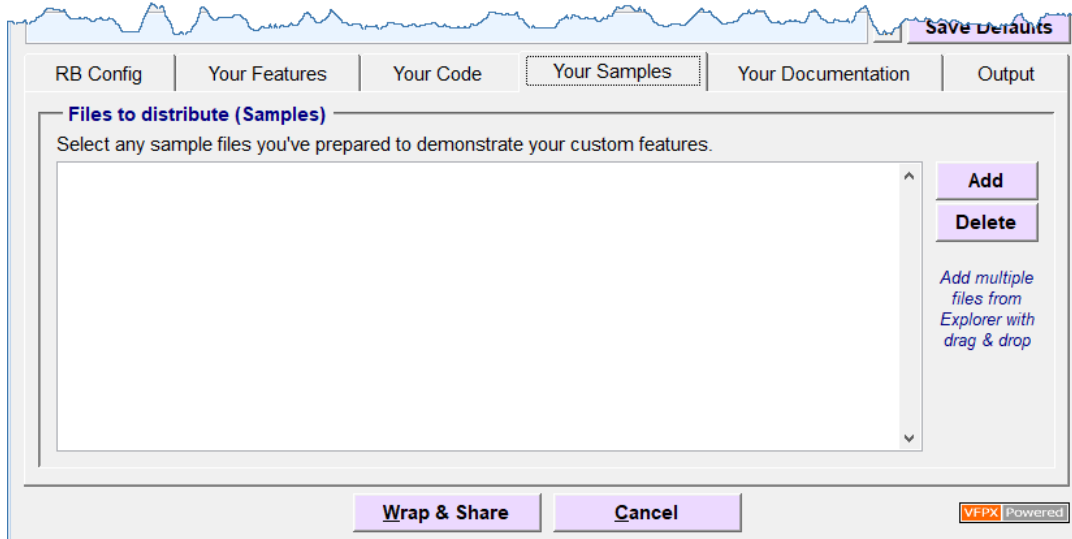 Save Defaults
RB Config Your Features Your Code Your Samples Your Documentation Output
Files to distribute (Samples)
Select any sample files you've prepared to demonstrate your custom features.
Add
Delete
Add multiple
files from
Explorer with
drag & drop
Wrap & Share Cancel
VFPX Powered